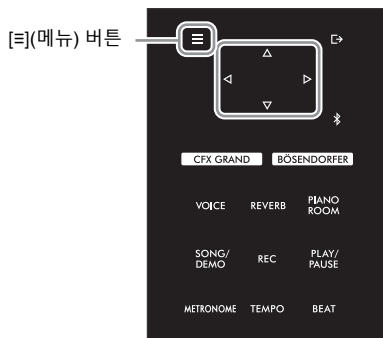 [≡](메뉴) 버튼
CFX GRAND BÖSENDORFER
VOICE REVERB PIANO ROOM
SONG/DEMO REC PLAY/PAUSE
METRONOME TEMPO BEAT